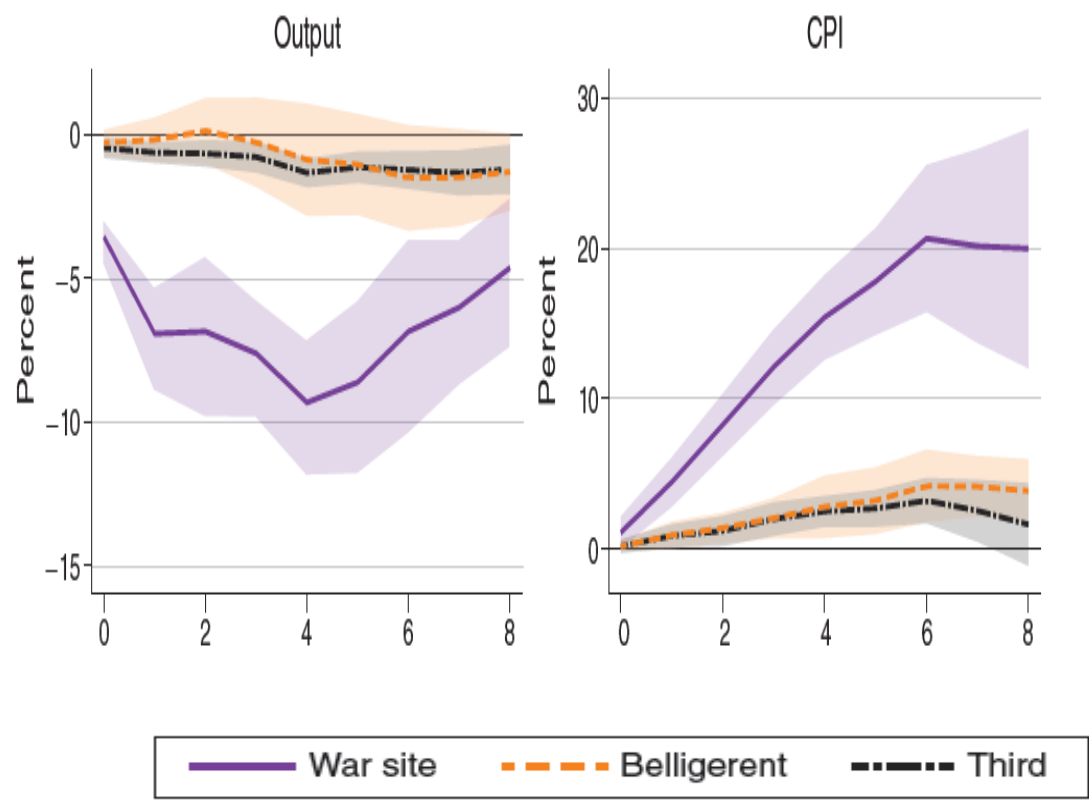 Output
CPI
Percent
0
−5
−10
−15
0 2 4 6 8
Percent
30
20
10
0
0 2 4 6 8
War site
Belligerent
Third